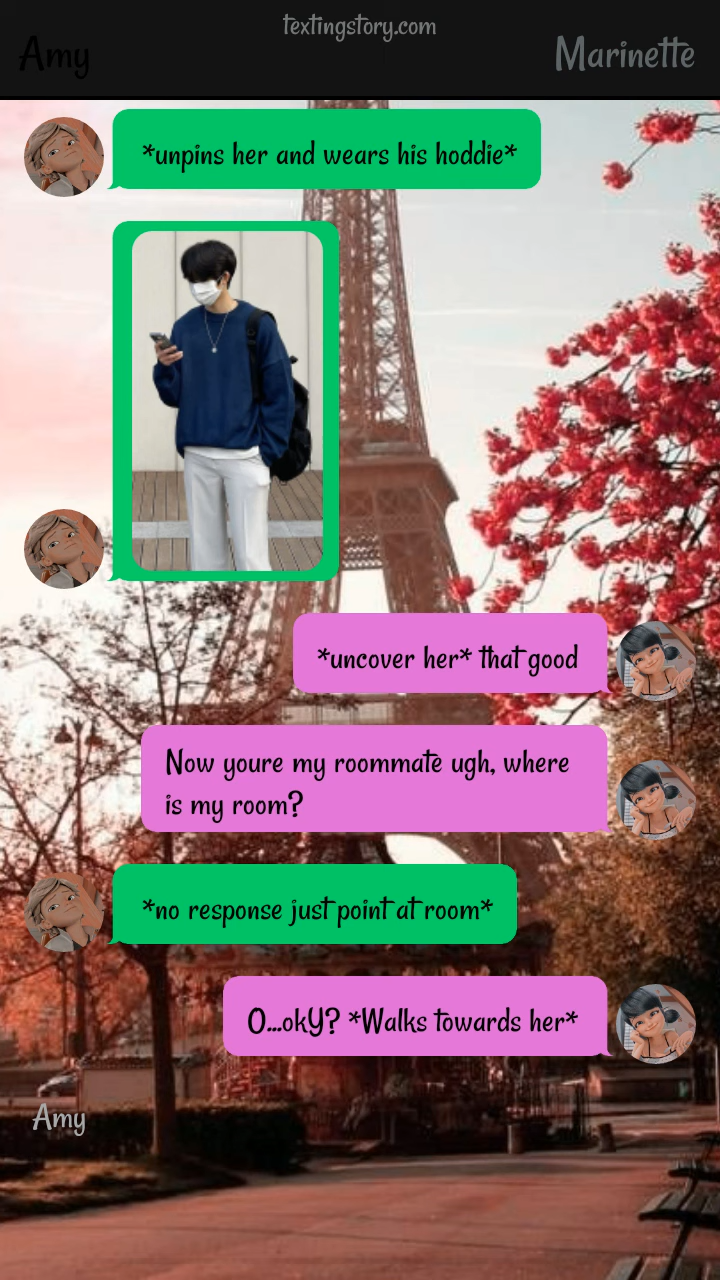 textingstory.com
Amy
Marinette
*unpins her and wears his hoddie*
*uncover her* that good
Now youre my roommate ugh, where
is my room?
*no response just point at room*
O...okY? *Walks towards her*
Amy